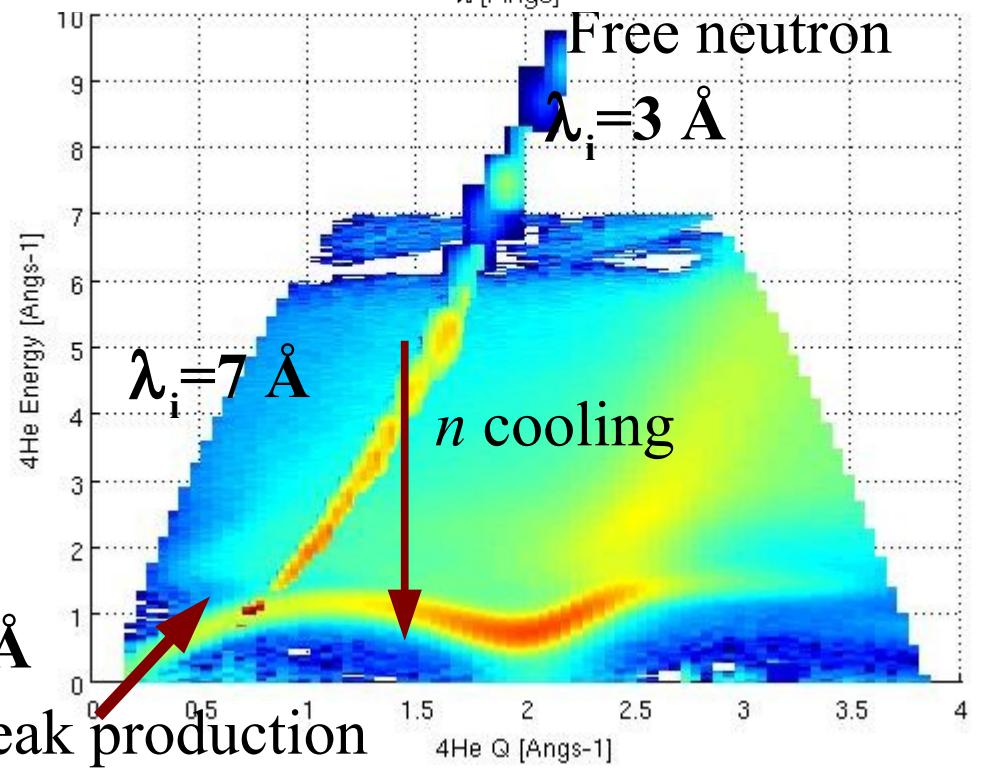 10
Free neutron
9
λi=3 Å
8
7
6
5
λi=7 Å
4
n cooling
3
2
1
Å
0
0.5
1
1.5
2
2.5
3
3.5
4
production
4He Q [Angs-1]
4He Energy [Angs-1]